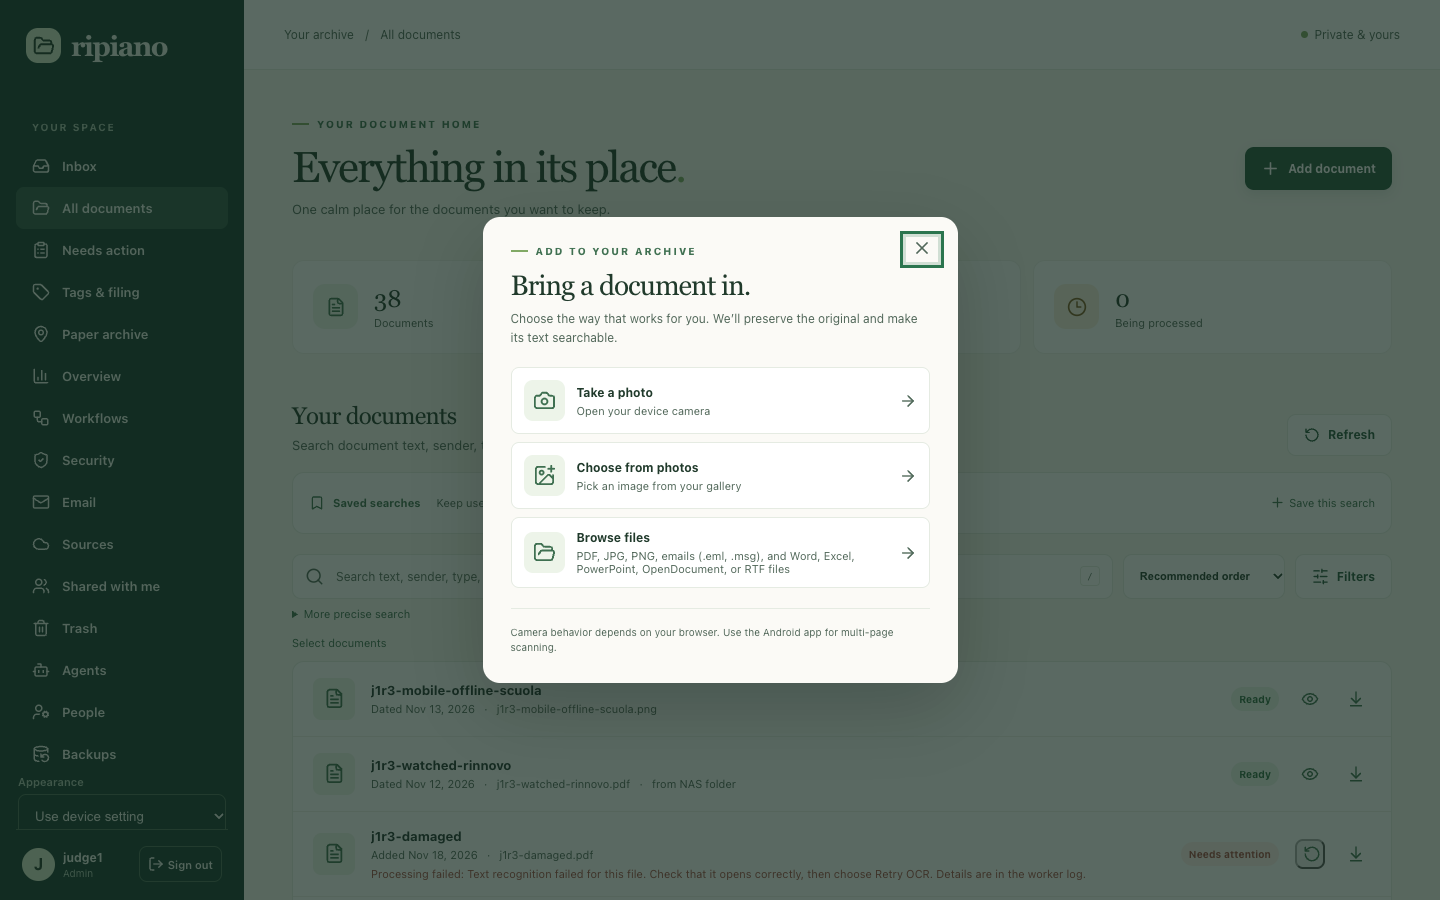 ripiano
Your archive / All documents
Private & yours
YOUR SPACE
Inbox
All documents
Needs action
Tags & filing
Paper archive
Overview
Workflows
Security
Email
Sources
Shared with me
Trash
Agents
People
Backups
Appearance
Use device setting
J
judge1
Admin
Sign out
YOUR DOCUMENT HOME
Everything in its place.
One calm place for the documents you want to keep.
Add document
38
Documents
0
Being processed
Your documents
Search document text, sender,
Refresh
Saved searches Keep use
Save this search
Search text, sender, type,
/
Recommended order
Filters
More precise search
Select documents
j1r3-mobile-offline-scuola
Dated Nov 13, 2026 · j1r3-mobile-offline-scuola.png
Ready
j1r3-watched-rinnovo
Dated Nov 12, 2026 · j1r3-watched-rinnovo.pdf · from NAS folder
Ready
j1r3-damaged
Added Nov 18, 2026 · j1r3-damaged.pdf
Processing failed: Text recognition failed for this file. Check that it opens correctly, then choose Retry OCR. Details are in the worker log.
Needs attention
ADD TO YOUR ARCHIVE
Bring a document in.
Choose the way that works for you. We'll preserve the original and make
its text searchable.
Take a photo
Open your device camera
Choose from photos
Pick an image from your gallery
Browse files
PDF, JPG, PNG, emails (.eml, .msg), and Word, Excel,
PowerPoint, OpenDocument, or RTF files
Camera behavior depends on your browser. Use the Android app for multi-page
scanning.